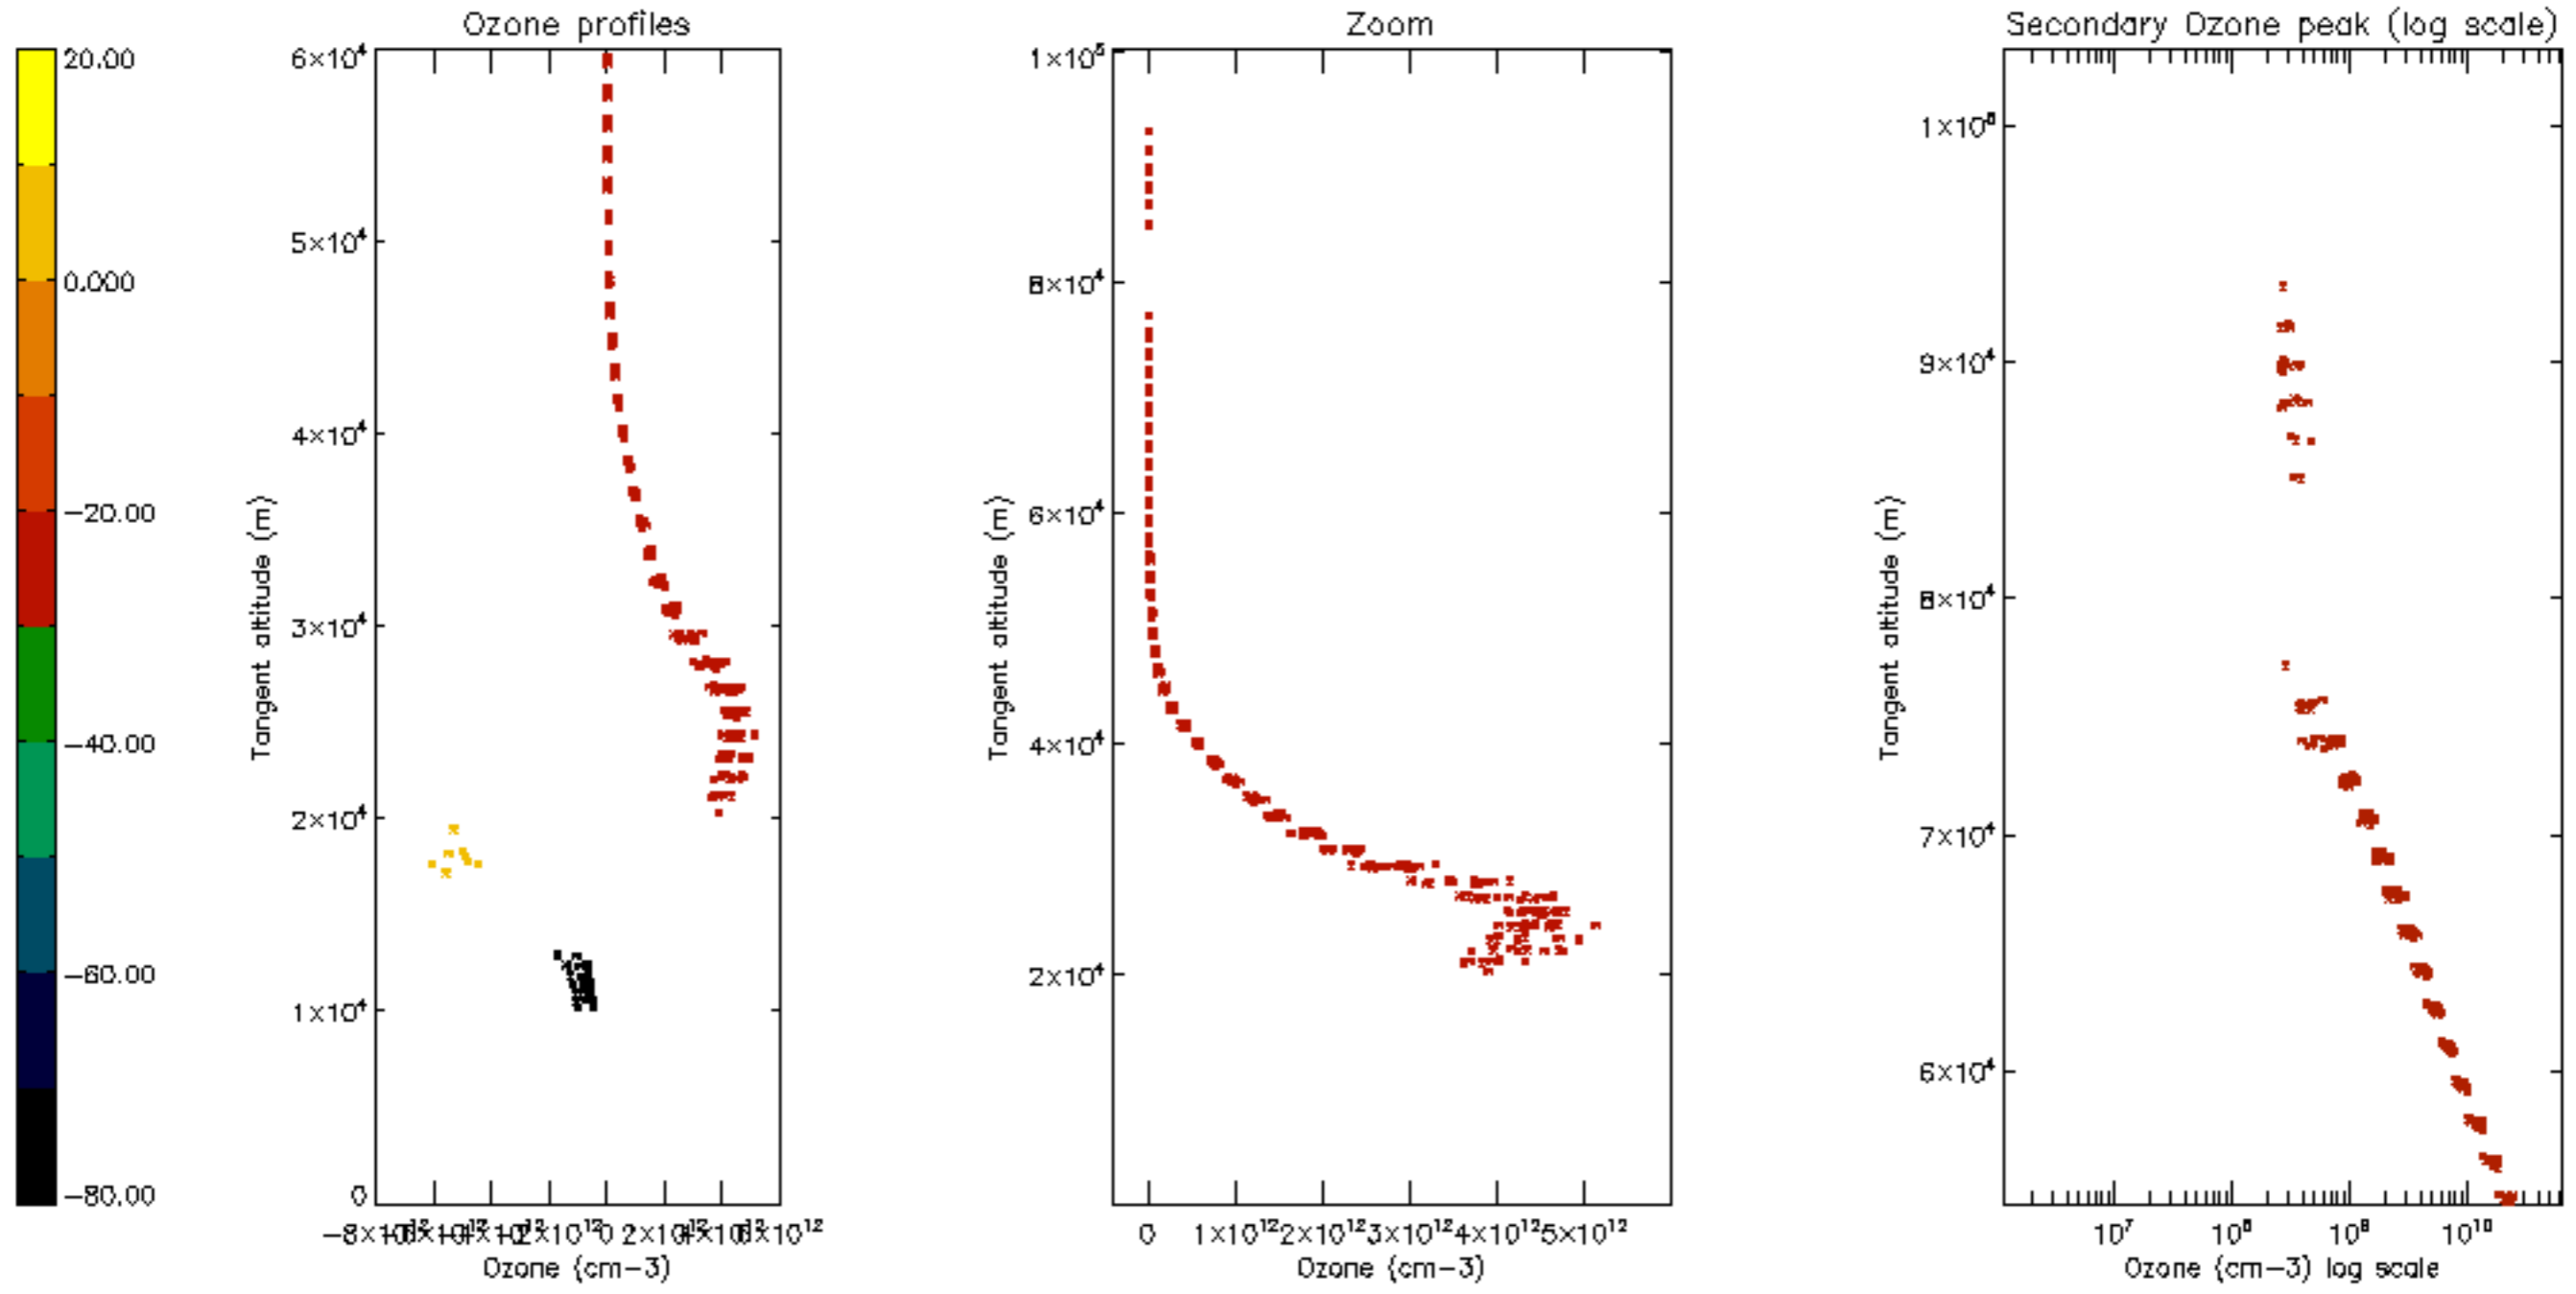 Ozone profiles
Zoom
Secondary Ozone peak (log scale)
20.00
0.000
−20.00
−40.00
−60.00
−80.00
6×10⁴
5×10⁴
4×10⁴
3×10⁴
2×10⁴
1×10⁴
0
Tangent altitude (m)
0
Ozone (cm−3)
1×10⁵
8×10⁴
6×10⁴
4×10⁴
2×10⁴
Tangent altitude (m)
0 1×10¹² 2×10¹² 3×10¹² 4×10¹² 5×10¹²
Ozone (cm−3)
1×10⁵
9×10⁴
8×10⁴
7×10⁴
6×10⁴
Tangent altitude (m)
10⁷ 10⁸ 10⁹ 10¹⁰
Ozone (cm−3) log scale